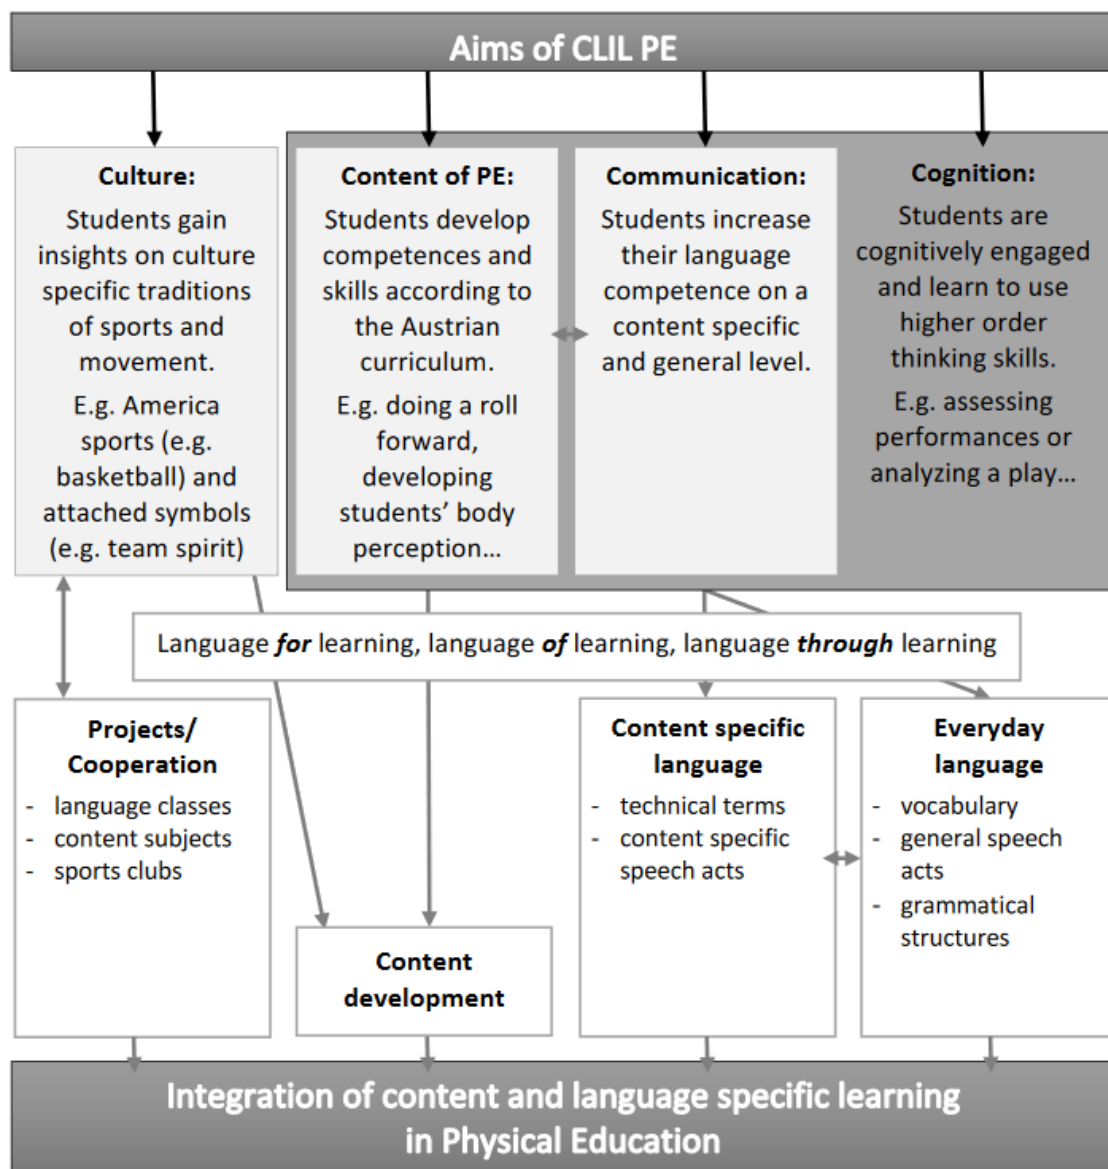 Aims of CLIL PE
Culture:
Students gain
insights on culture
specific traditions
of sports and
movement.
E.g. America
sports (e.g.
basketball) and
attached symbols
(e.g. team spirit)
Content of PE:
Students develop
competences and
skills according to
the Austrian
curriculum.
E.g. doing a roll
forward,
developing
students’ body
perception…
Communication:
Students increase
their language
competence on a
content specific
and general level.
Cognition:
Students are
cognitively engaged
and learn to use
higher order
thinking skills.
E.g. assessing
performances or
analyzing a play…
Language for learning, language of learning, language through learning
Projects/
Cooperation
- language classes
- content subjects
- sports clubs
Content
development
Content specific
language
- technical terms
- content specific
speech acts
Everyday
language
- vocabulary
- general speech
acts
- grammatical
structures
Integration of content and language specific learning
in Physical Education